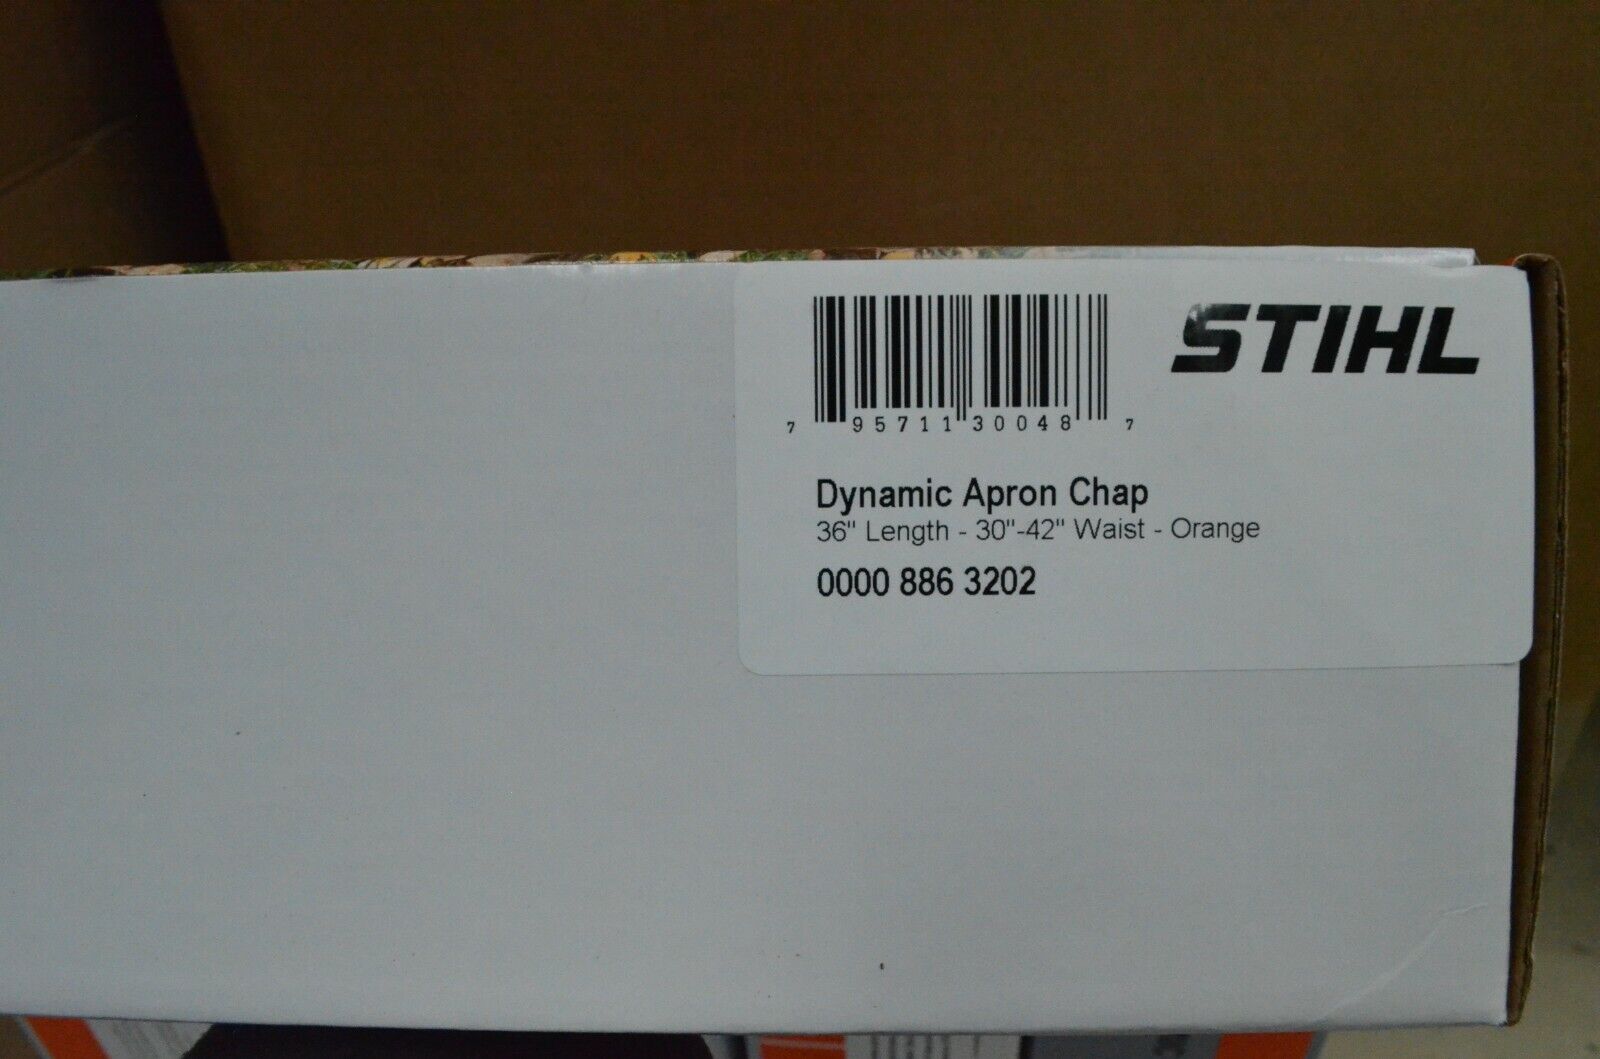 STIHL
7 95711 30048 7
Dynamic Apron Chap
36" Length - 30"-42" Waist - Orange
0000 886 3202